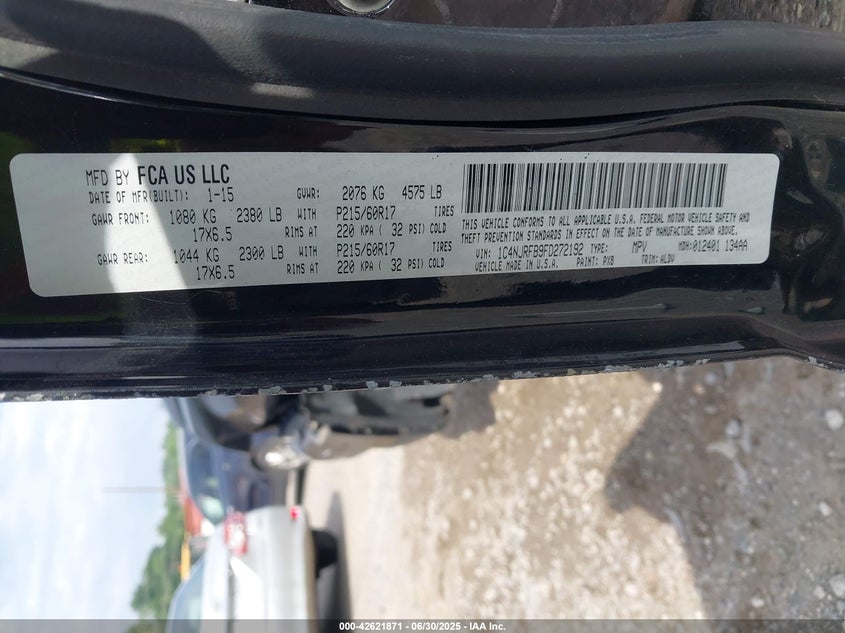 MFD BY FCA US LLC
DATE OF MFR(BUILT): 1-15 GVWR: 2076 KG 4575 LB
GAWR FRONT: 1080 KG 2380 LB WITH P215/60R17 TIRES
17X6.5 RIMS AT 220 KPA ( 32 PSI) COLD
GAWR REAR: 1044 KG 2300 LB WITH P215/60R17 TIRES
17X6.5 RIMS AT 220 KPA ( 32 PSI) COLD
THIS VEHICLE CONFORMS TO ALL APPLICABLE U.S.A. FEDERAL MOTOR VEHICLE SAFETY AND
THEFT PREVENTION STANDARDS IN EFFECT ON THE DATE OF MANUFACTURE SHOWN ABOVE
VIN: 1C4NJRFB9FD272192 TYPE: MPV MDH:012401 134AA
VEHICLE MADE IN U.S.A. PAINT: PX8 TRIM: ALDV
000-42621871 - 06/30/2025 - IAA Inc.